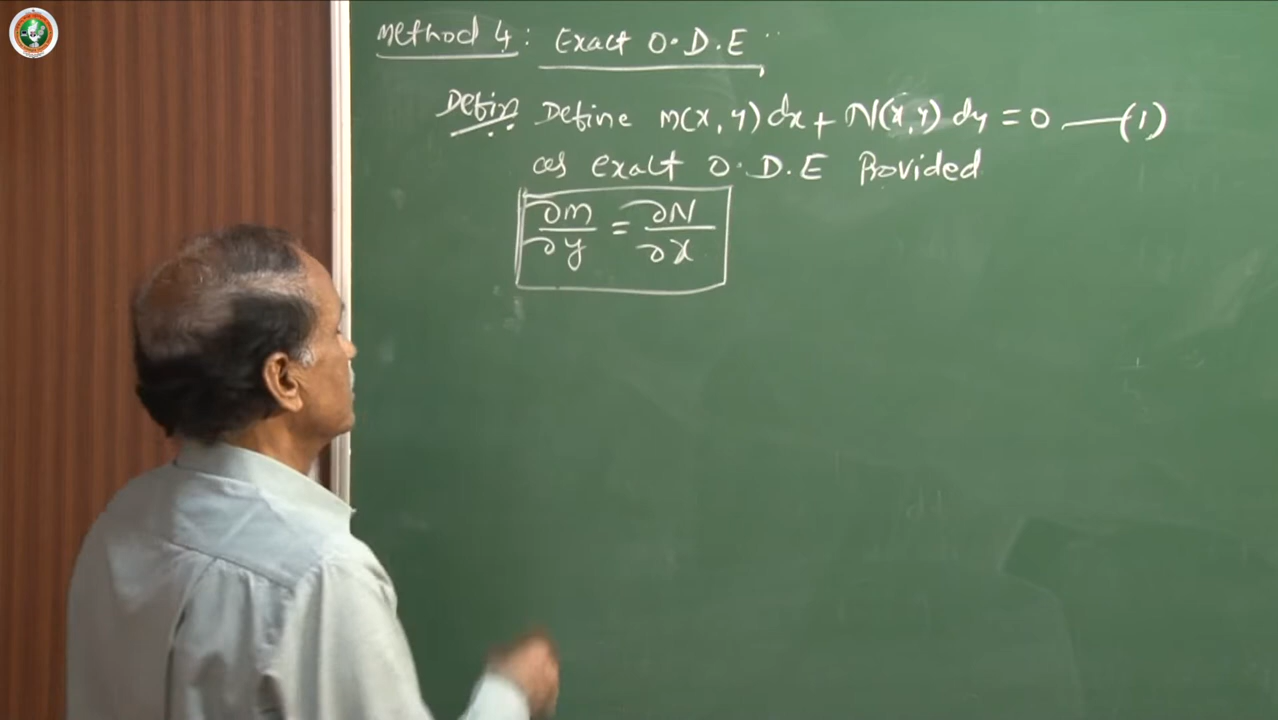 Method 4: Exact O.D.E
Defin Define M(x, y) dx + N(x, y) dy = 0 —(1)
as exact O.D.E Provided
∂M/∂y = ∂N/∂x